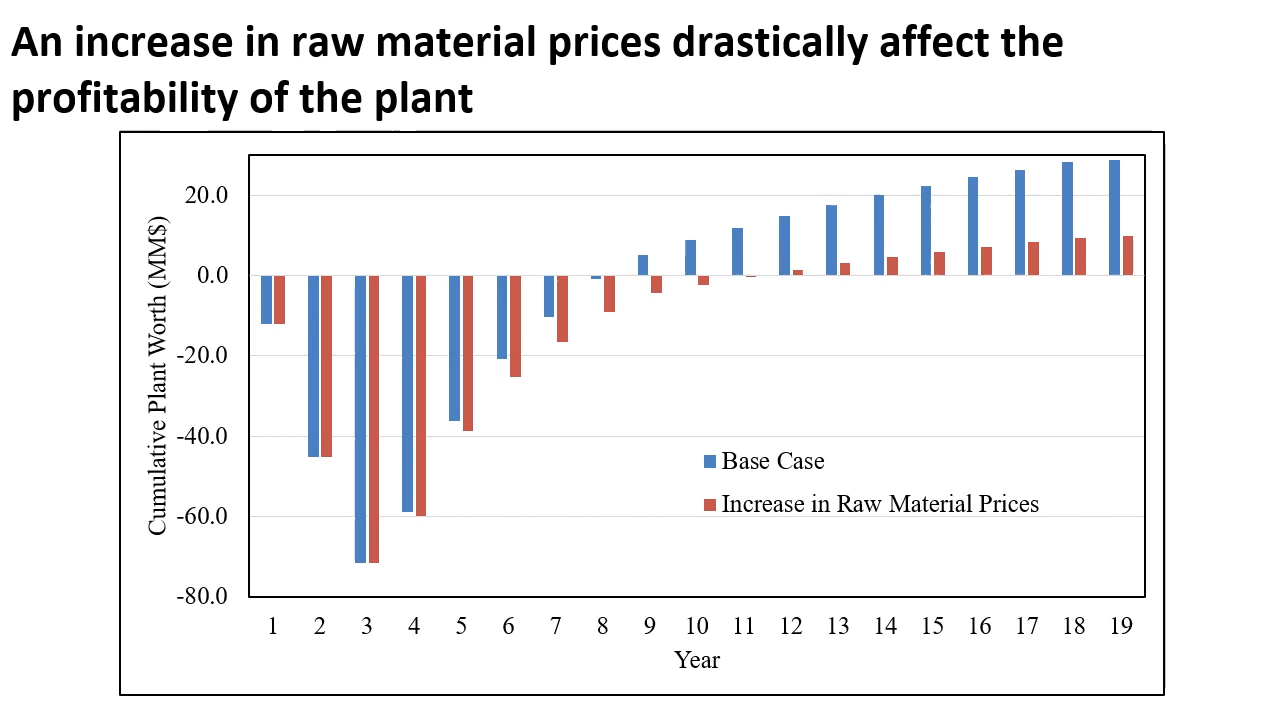 An increase in raw material prices drastically affect the
profitability of the plant
Cumulative Plant Worth (MM$)
20.0
0.0
-20.0
-40.0
-60.0
-80.0
Base Case
Increase in Raw Material Prices
1 2 3 4 5 6 7 8 9 10 11 12 13 14 15 16 17 18 19
Year